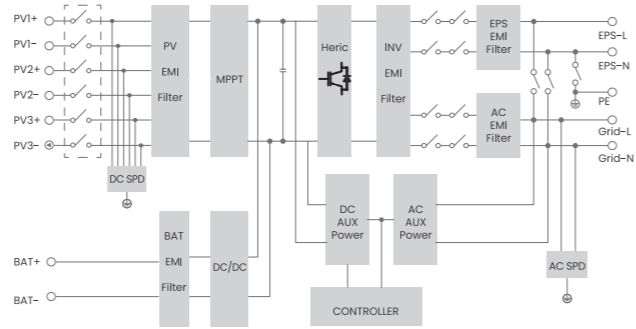 PV1+
PV1-
PV2+
PV2-
PV3+
PV3-
PV
EMI
Filter
MPPT
Heric
INV
EMI
Filter
EPS
EMI
Filter
AC
EMI
Filter
EPS-L
EPS-N
PE
Grid-L
Grid-N
DC SPD
BAT+
BAT-
BAT
EMI
Filter
DC/DC
DC
AUX
Power
AC
AUX
Power
CONTROLLER
AC SPD